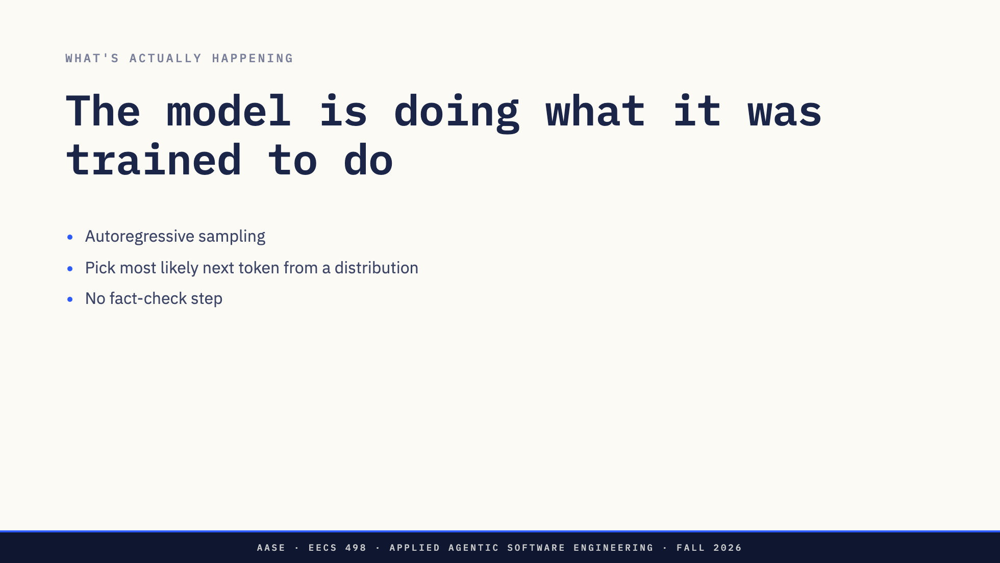 WHAT'S ACTUALLY HAPPENING
The model is doing what it was
trained to do
• Autoregressive sampling
• Pick most likely next token from a distribution
• No fact-check step
AASE · EECS 498 · APPLIED AGENTIC SOFTWARE ENGINEERING · FALL 2026